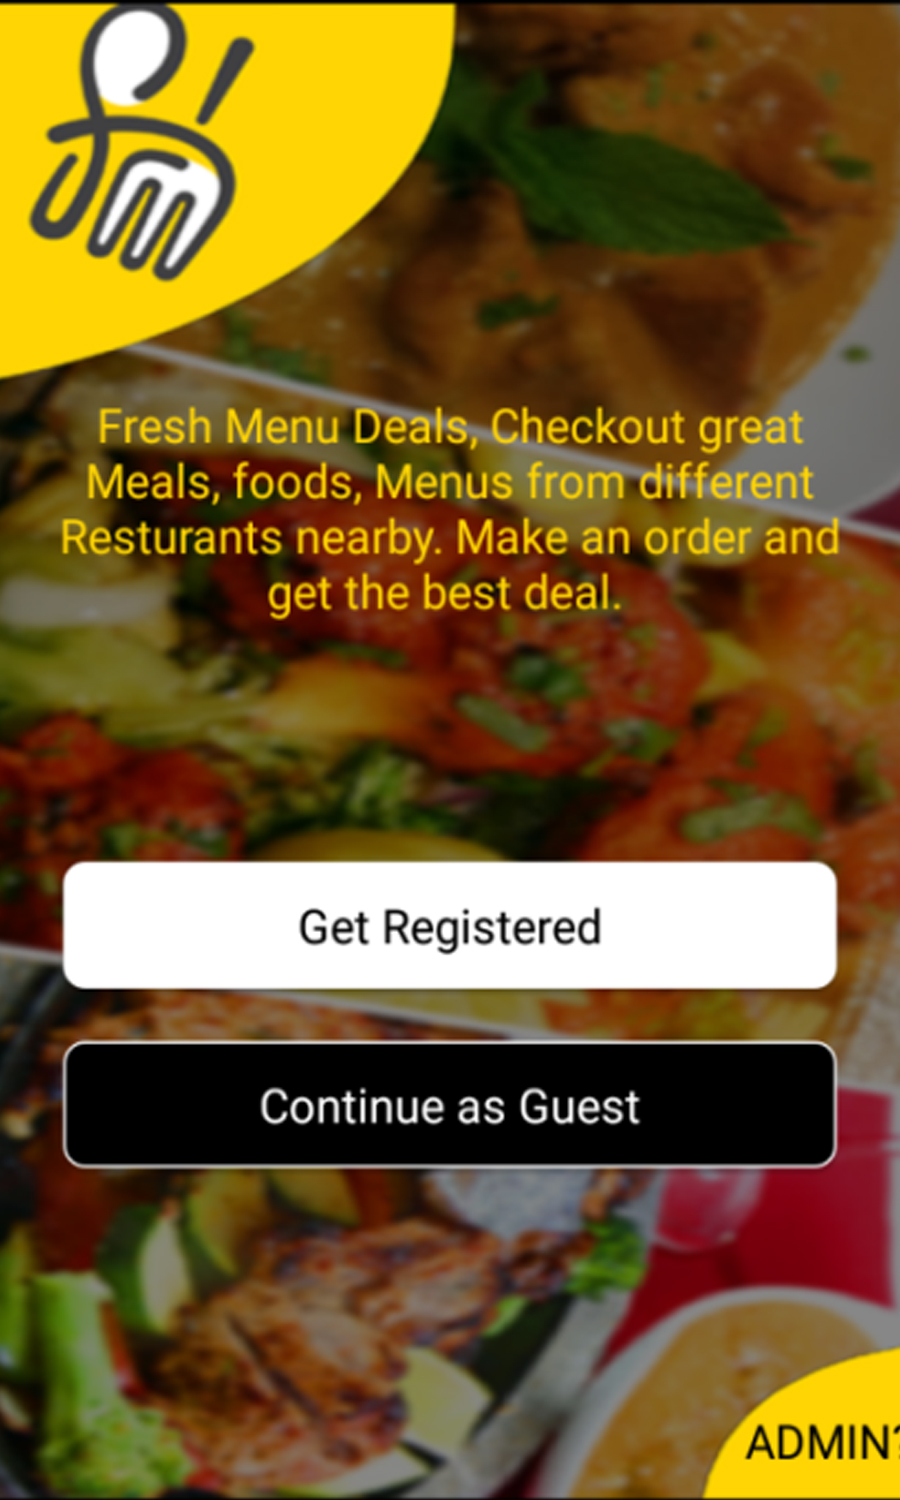 Fresh Menu Deals, Checkout great
Meals, foods, Menus from different
Resturants nearby. Make an order and
get the best deal.
Get Registered
Continue as Guest
ADMIN?